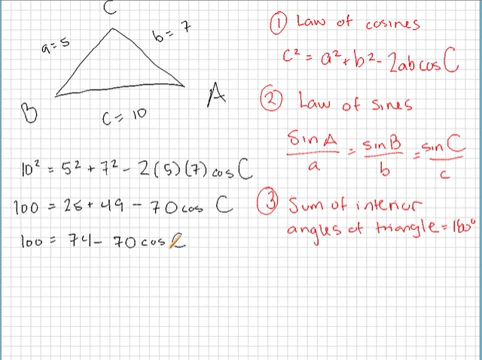 C
a = 5
b = 7
B
A
c = 10
10² = 5² + 7² - 2(5)(7) cos C
100 = 25 + 49 - 70 cos C
100 = 74 - 70 cos C
① Law of cosines
c² = a² + b² - 2ab cos C
② Law of sines
sin A / a = sin B / b = sin C / c
③ Sum of interior
angles of triangle = 180°